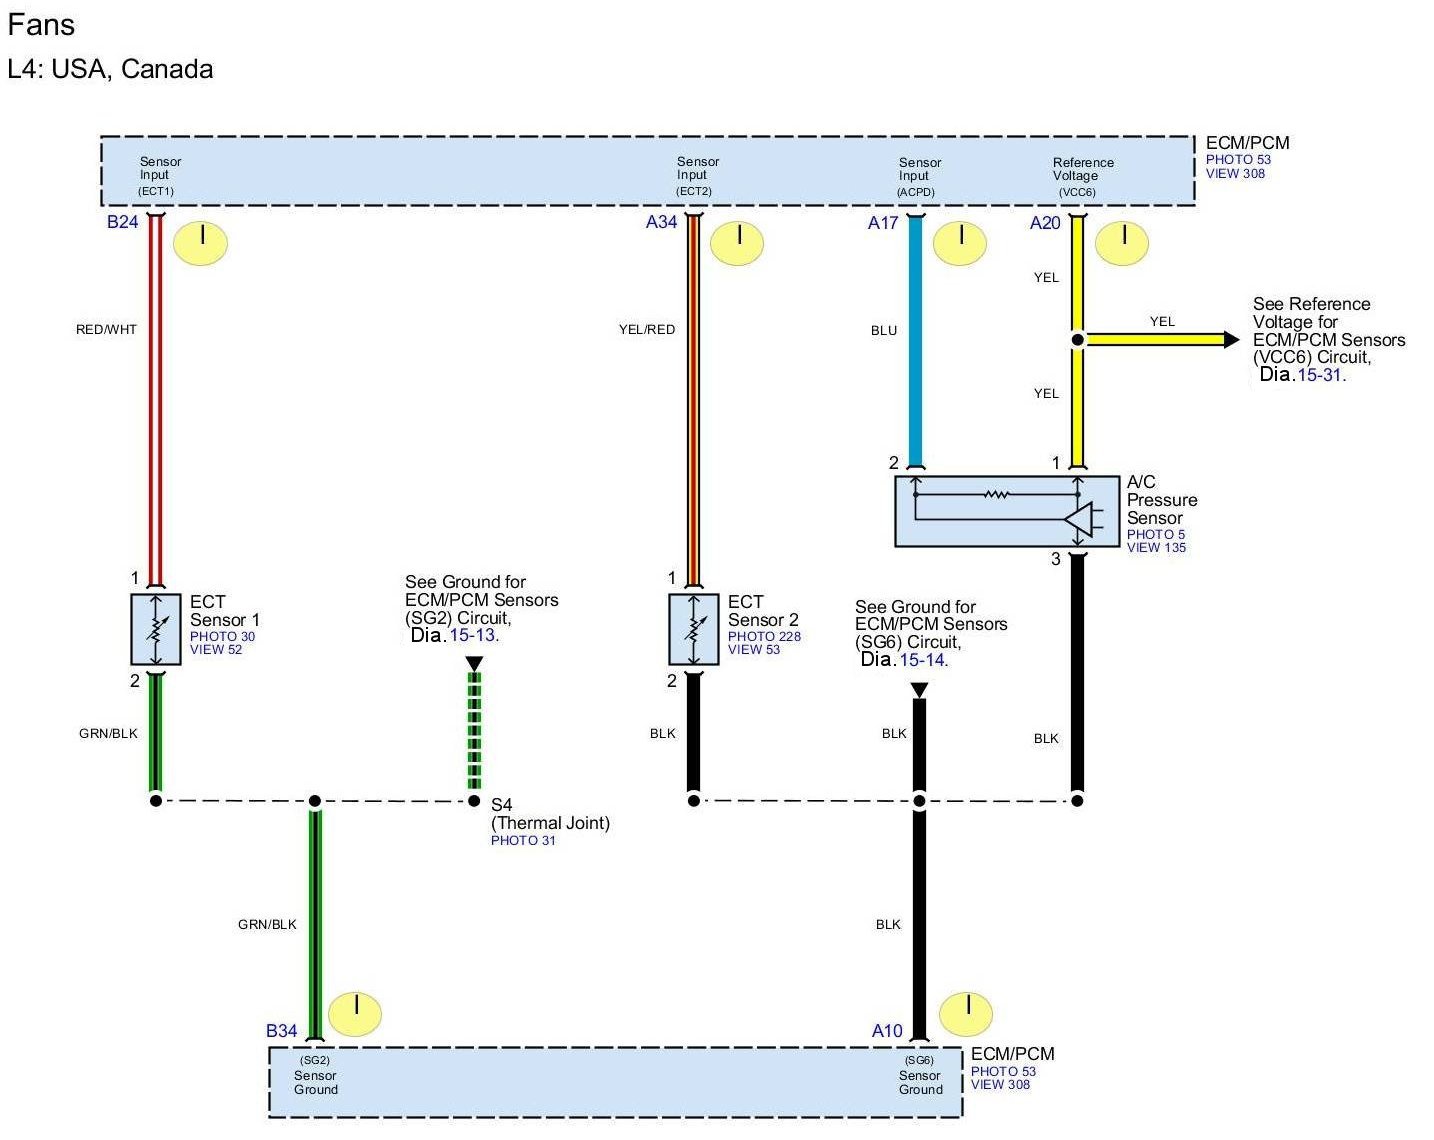 Fans
L4: USA, Canada
Sensor
Input
(ECT1)
Sensor
Input
(ECT2)
Sensor
Input
(ACPD)
Reference
Voltage
(VCC6)
ECM/PCM
PHOTO 53
VIEW 308
B24
A34
A17
A20
YEL
RED/WHT
YEL/RED
BLU
YEL
See Reference
Voltage for
ECM/PCM Sensors
(VCC6) Circuit,
Dia.15-31.
YEL
2
1
A/C
Pressure
Sensor
PHOTO 5
VIEW 135
3
1
ECT
Sensor 1
PHOTO 30
VIEW 52
2
See Ground for
ECM/PCM Sensors
(SG2) Circuit,
Dia.15-13.
1
ECT
Sensor 2
PHOTO 228
VIEW 53
2
See Ground for
ECM/PCM Sensors
(SG6) Circuit,
Dia.15-14.
GRN/BLK
BLK
BLK
BLK
S4
(Thermal Joint)
PHOTO 31
GRN/BLK
BLK
B34
A10
(SG2)
Sensor
Ground
(SG6)
Sensor
Ground
ECM/PCM
PHOTO 53
VIEW 308